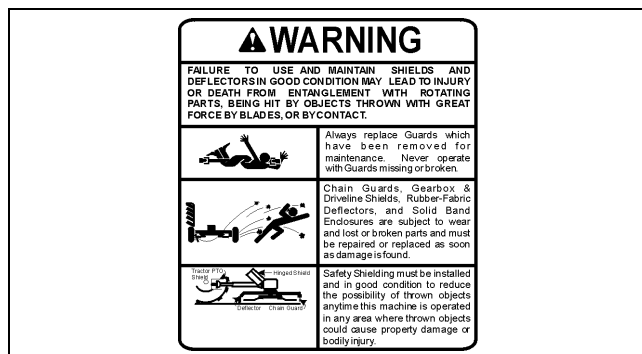 WARNING
FAILURE TO USE AND MAINTAIN SHIELDS AND
DEFLECTORS IN GOOD CONDITION MAY LEAD TO INJURY
OR DEATH FROM ENTANGLEMENT WITH ROTATING
PARTS, BEING HIT BY OBJECTS THROWN WITH GREAT
FORCE BY BLADES, OR BY CONTACT.
Always replace Guards which
have been removed for
maintenance. Never operate
with Guards missing or broken.
Chain Guards, Gearbox &
Driveline Shields, Rubber-Fabric
Deflectors, and Solid Band
Enclosures are subject to wear
and lost or broken parts and must
be repaired or replaced as soon
as damage is found.
Tractor PTO
Shield
Hinged Shield
Deflector Chain Guard
Safety Shielding must be installed
and in good condition to reduce
the possibility of thrown objects
anytime this machine is operated
in any area where thrown objects
could cause property damage or
bodily injury.